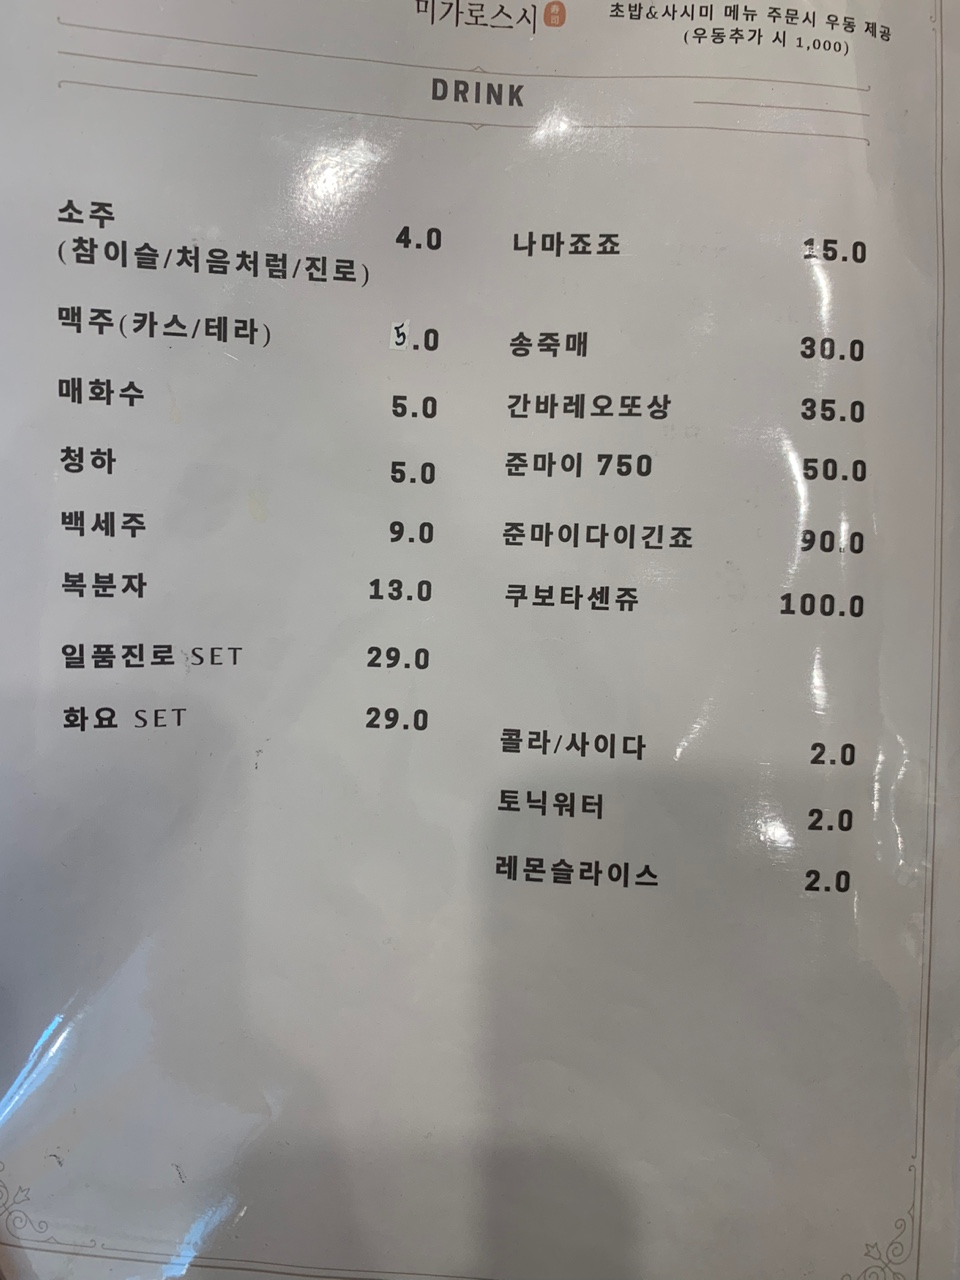 미가로스시 壽司
초밥&사시미 메뉴 주문시 우동 제공
(우동추가 시 1,000)
DRINK
소주
(참이슬/처음처럼/진로) 4.0
맥주(카스/테라) 5.0
매화수 5.0
청하 5.0
백세주 9.0
복분자 13.0
일품진로 SET 29.0
화요 SET 29.0
나마죠죠 15.0
송죽매 30.0
간바레오또상 35.0
준마이 750 50.0
준마이다이긴죠 90.0
쿠보타센쥬 100.0
콜라/사이다 2.0
토닉워터 2.0
레몬슬라이스 2.0